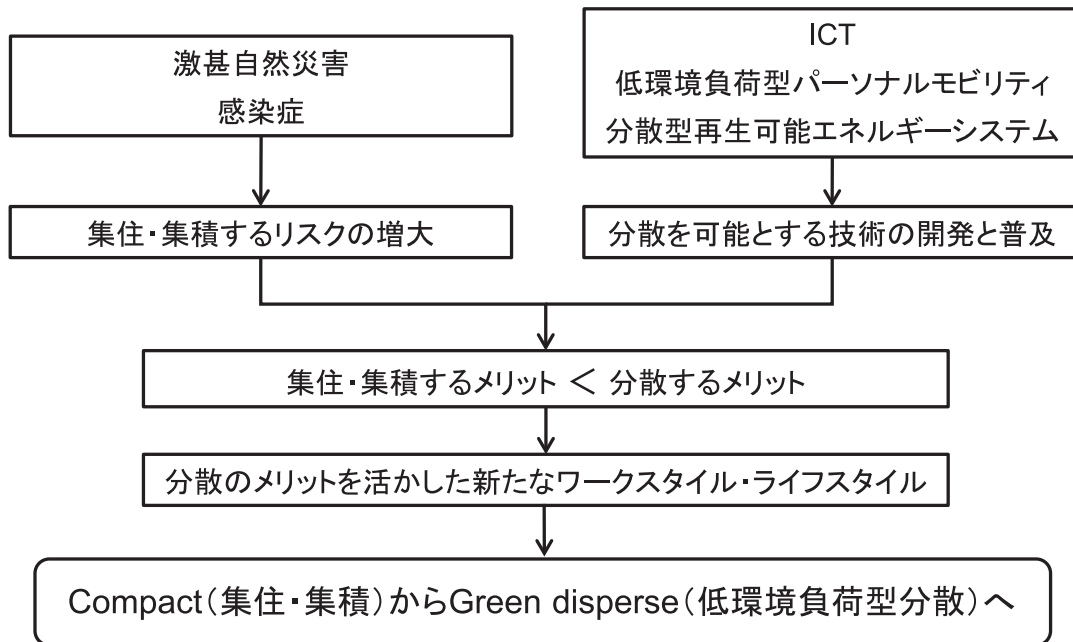 激甚自然災害
感染症
ICT
低環境負荷型パーソナルモビリティ
分散型再生可能エネルギーシステム
集住・集積するリスクの増大
分散を可能とする技術の開発と普及
集住・集積するメリット ＜ 分散するメリット
分散のメリットを活かした新たなワークスタイル・ライフスタイル
Compact（集住・集積）からGreen disperse（低環境負荷型分散）へ